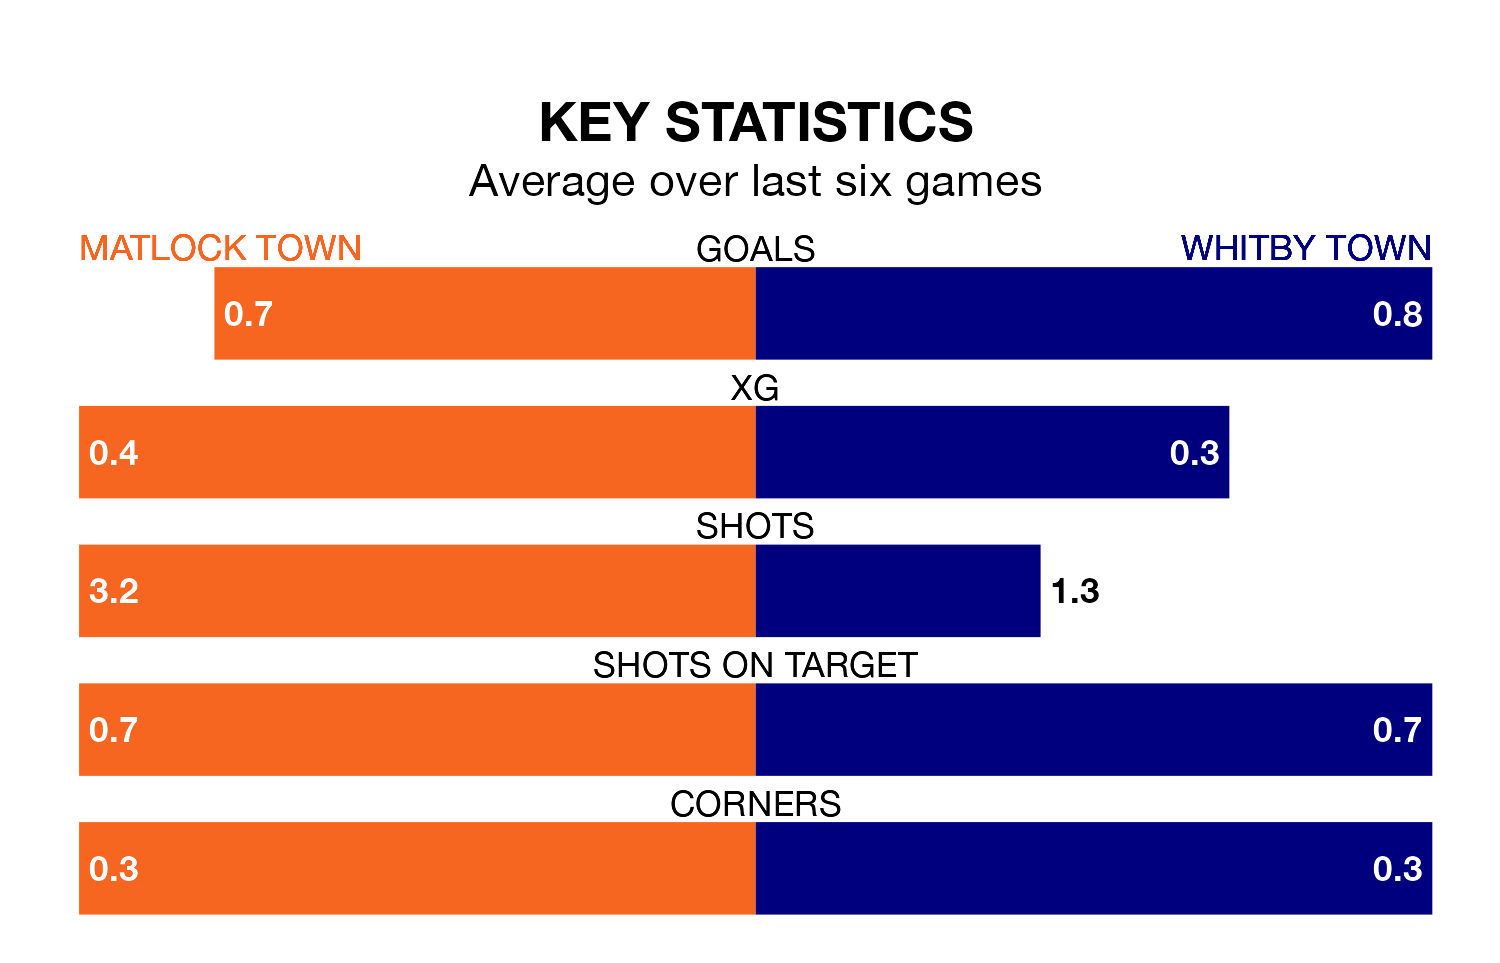 KEY STATISTICS
Average over last six games
MATLOCK TOWN GOALS WHITBY TOWN
0.7 0.8
XG
0.4 0.3
SHOTS
3.2 1.3
SHOTS ON TARGET
0.7 0.7
CORNERS
0.3 0.3